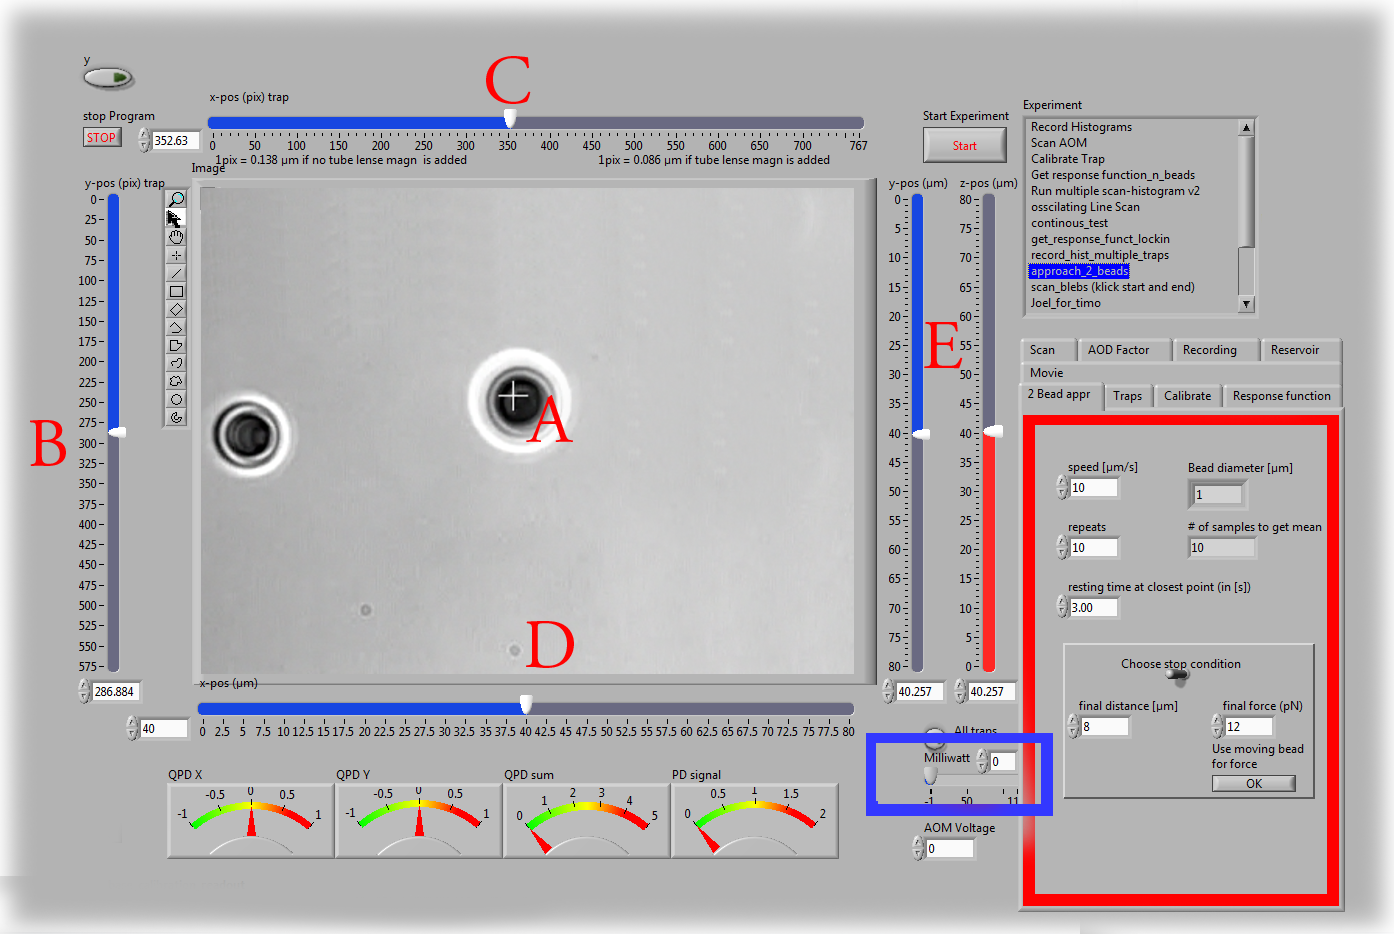 y
stop Program
STOP
352.63
x-pos (pix) trap
C
0 50 100 150 200 250 300 350 400 450 500 550 600 650 700 767
1pix = 0.138 µm if no tube lense magn is added
1pix = 0.086 µm if tube lense magn is added
Start Experiment
Start
Experiment
Record Histograms
Scan AOM
Calibrate Trap
Get response function_n_beads
Run multiple scan-histogram v2
osscilating Line Scan
continous_test
get_response_funct_lockin
record_hist_multiple_traps
approach_2_beads
scan_blebs (klick start and end)
Joel_for_timo
Image
y-pos (pix) trap
0
25
50
75
100
125
150
175
200
225
250
275
300
325
350
375
400
425
450
475
500
525
550
575
286.884
B
A
D
y-pos (µm)
0
5
10
15
20
25
30
35
40
45
50
55
60
65
70
75
80
40.257
z-pos (µm)
80
75
70
65
60
55
50
45
40
35
30
25
20
15
10
5
0
40.257
E
Scan AOD Factor Recording Reservoir
Movie
2 Bead appr Traps Calibrate Response function
speed [µm/s]
10
Bead diameter [µm]
1
repeats
10
# of samples to get mean
10
resting time at closest point (in [s])
3.00
Choose stop condition
final distance [µm]
8
final force (pN)
12
Use moving bead
for force
OK
x-pos (µm)
40
0 2.5 5 7.5 10 12.5 15 17.5 20 22.5 25 27.5 30 32.5 35 37.5 40 42.5 45 47.5 50 52.5 55 57.5 60 62.5 65 67.5 70 72.5 75 77.5 80
All traps
Milliwatt
0
-1 50 11
AOM Voltage
0
QPD X
-1 -0.5 0 0.5 1
QPD Y
-1 -0.5 0 0.5 1
QPD sum
0 1 2 3 4 5
PD signal
0 0.5 1 1.5 2